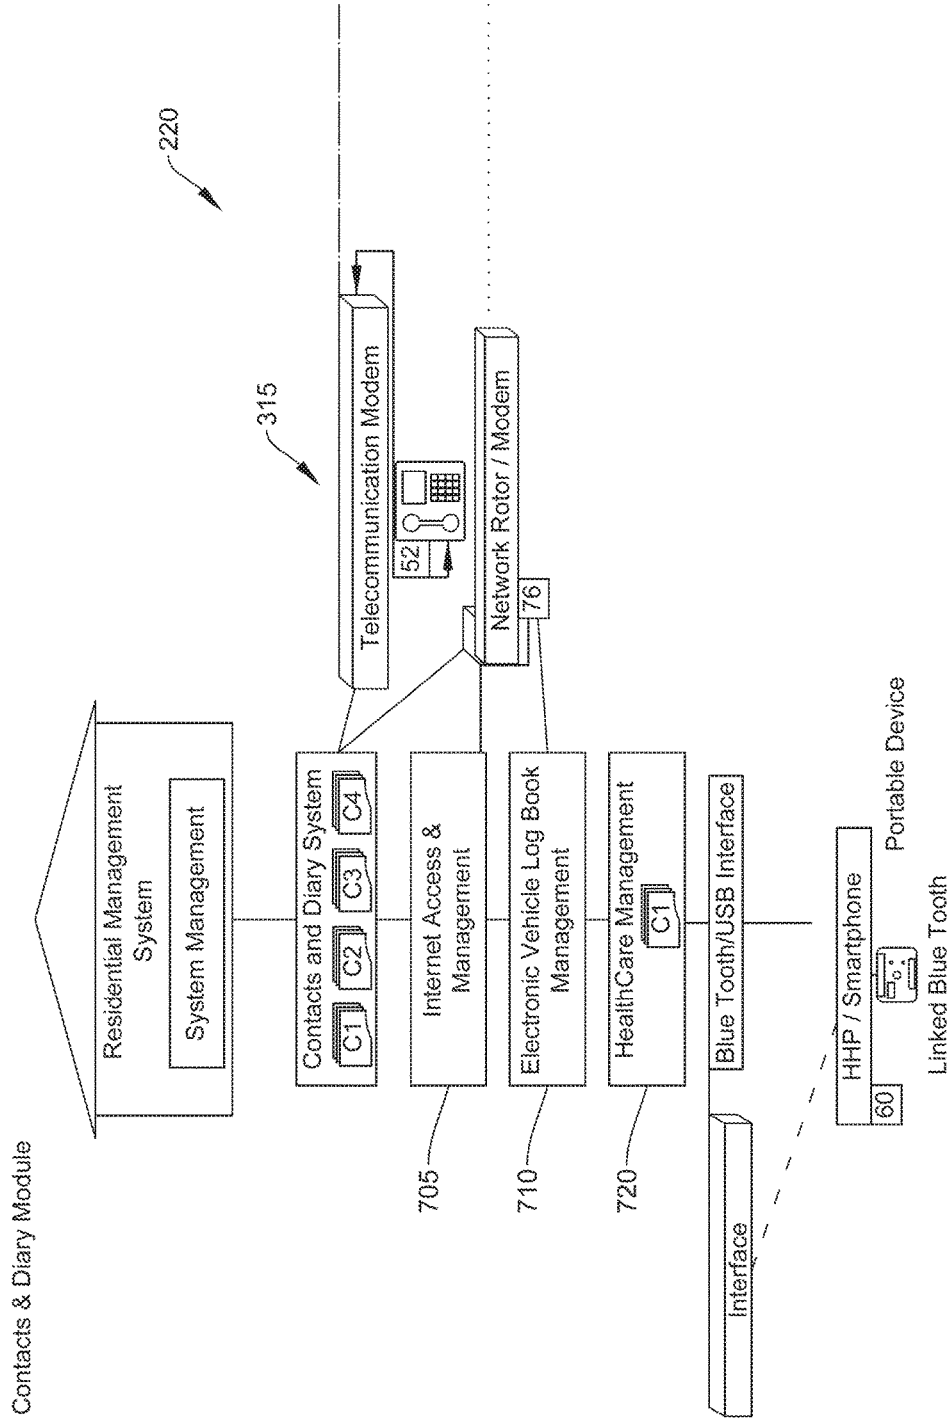 Contacts & Diary Module
Residential Management
System
System Management
220
315
Contacts and Diary System
C1
C2
C3
C4
Telecommunication Modem
52
705
Internet Access &
Management
Network Rotor / Modem
76
710
Electronic Vehicle Log Book
Management
720
HealthCare Management
C1
Interface
Blue Tooth/USB Interface
HHP / Smartphone
60
Portable Device
Linked Blue Tooth